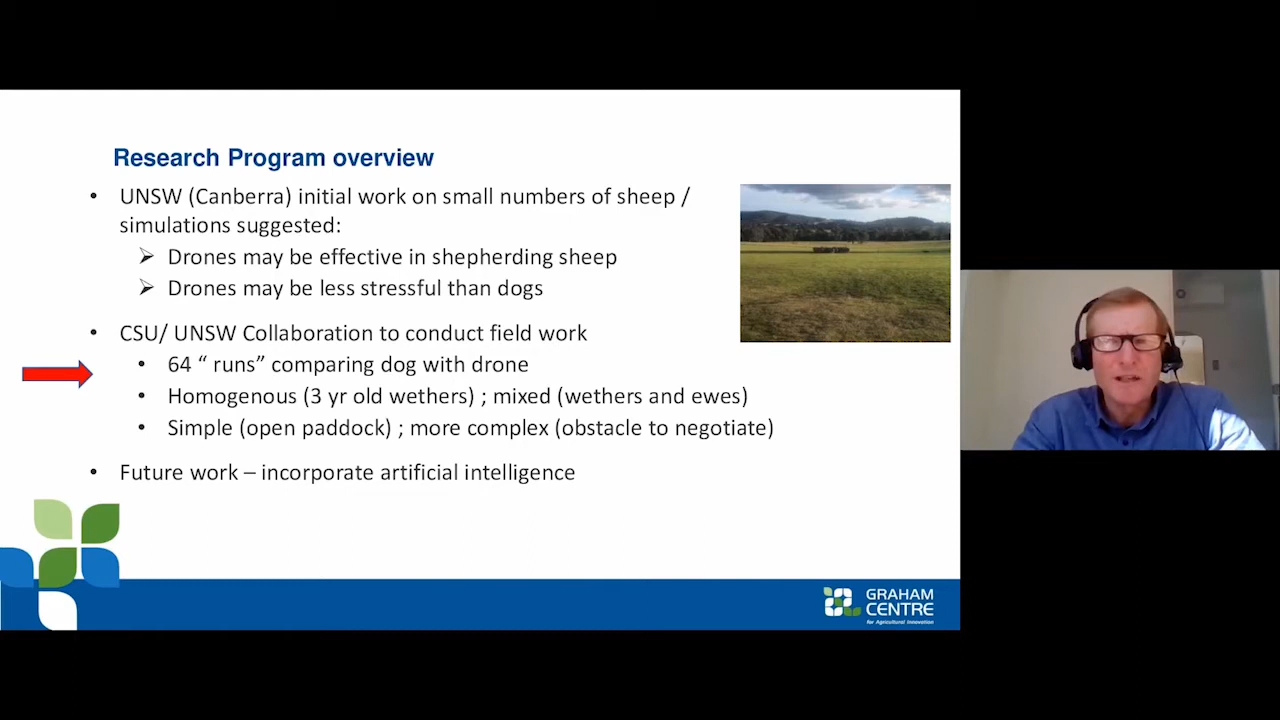 Research Program overview
• UNSW (Canberra) initial work on small numbers of sheep /
simulations suggested:
➢ Drones may be effective in shepherding sheep
➢ Drones may be less stressful than dogs
• CSU/ UNSW Collaboration to conduct field work
• 64 “ runs” comparing dog with drone
• Homogenous (3 yr old wethers) ; mixed (wethers and ewes)
• Simple (open paddock) ; more complex (obstacle to negotiate)
• Future work – incorporate artificial intelligence
GRAHAM
CENTRE
for Agricultural Innovation